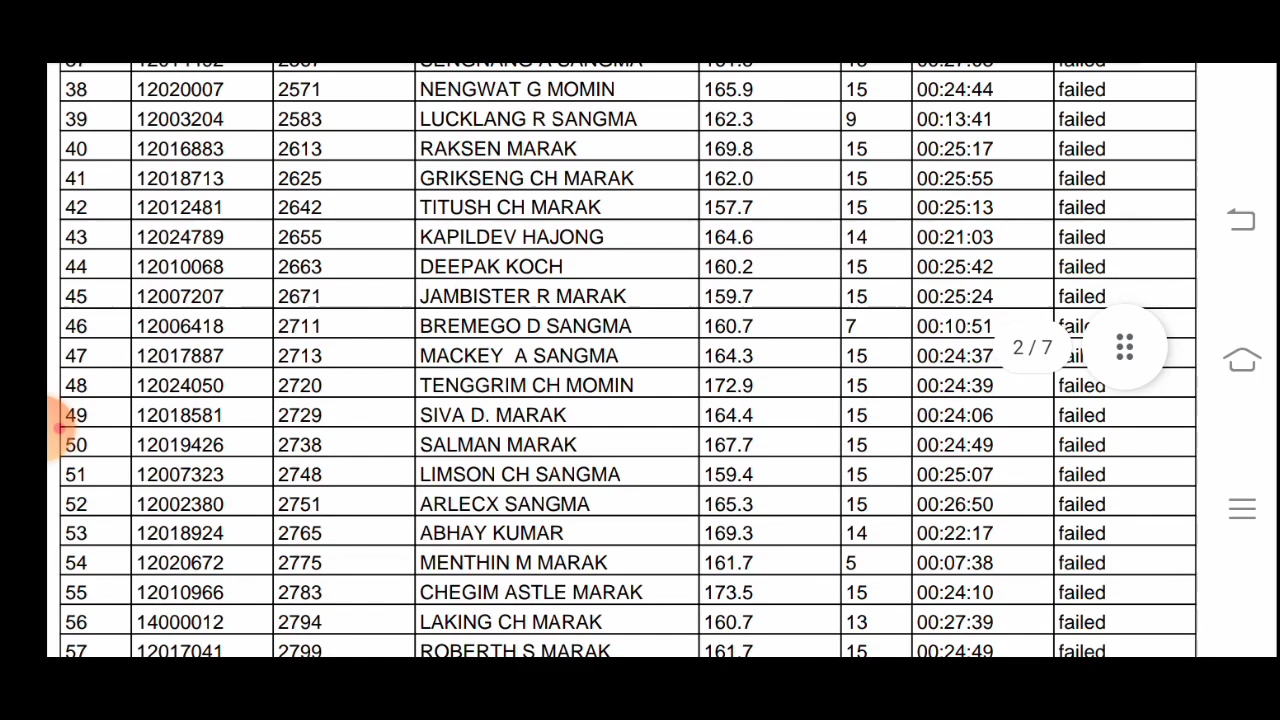 38 12020007 2571 NENGWAT G MOMIN 165.9 15 00:24:44 failed
39 12003204 2583 LUCKLANG R SANGMA 162.3 9 00:13:41 failed
40 12016883 2613 RAKSEN MARAK 169.8 15 00:25:17 failed
41 12018713 2625 GRIKSENG CH MARAK 162.0 15 00:25:55 failed
42 12012481 2642 TITUSH CH MARAK 157.7 15 00:25:13 failed
43 12024789 2655 KAPILDEV HAJONG 164.6 14 00:21:03 failed
44 12010068 2663 DEEPAK KOCH 160.2 15 00:25:42 failed
45 12007207 2671 JAMBISTER R MARAK 159.7 15 00:25:24 failed
46 12006418 2711 BREMEGO D SANGMA 160.7 7 00:10:51
47 12017887 2713 MACKEY A SANGMA 164.3 15 00:24:37
2 / 7
48 12024050 2720 TENGGRIM CH MOMIN 172.9 15 00:24:39 failed
49 12018581 2729 SIVA D. MARAK 164.4 15 00:24:06 failed
50 12019426 2738 SALMAN MARAK 167.7 15 00:24:49 failed
51 12007323 2748 LIMSON CH SANGMA 159.4 15 00:25:07 failed
52 12002380 2751 ARLECX SANGMA 165.3 15 00:26:50 failed
53 12018924 2765 ABHAY KUMAR 169.3 14 00:22:17 failed
54 12020672 2775 MENTHIN M MARAK 161.7 5 00:07:38 failed
55 12010966 2783 CHEGIM ASTLE MARAK 173.5 15 00:24:10 failed
56 14000012 2794 LAKING CH MARAK 160.7 13 00:27:39 failed
57 12017041 2799 ROBERTH S MARAK 161.7 15 00:24:49 failed